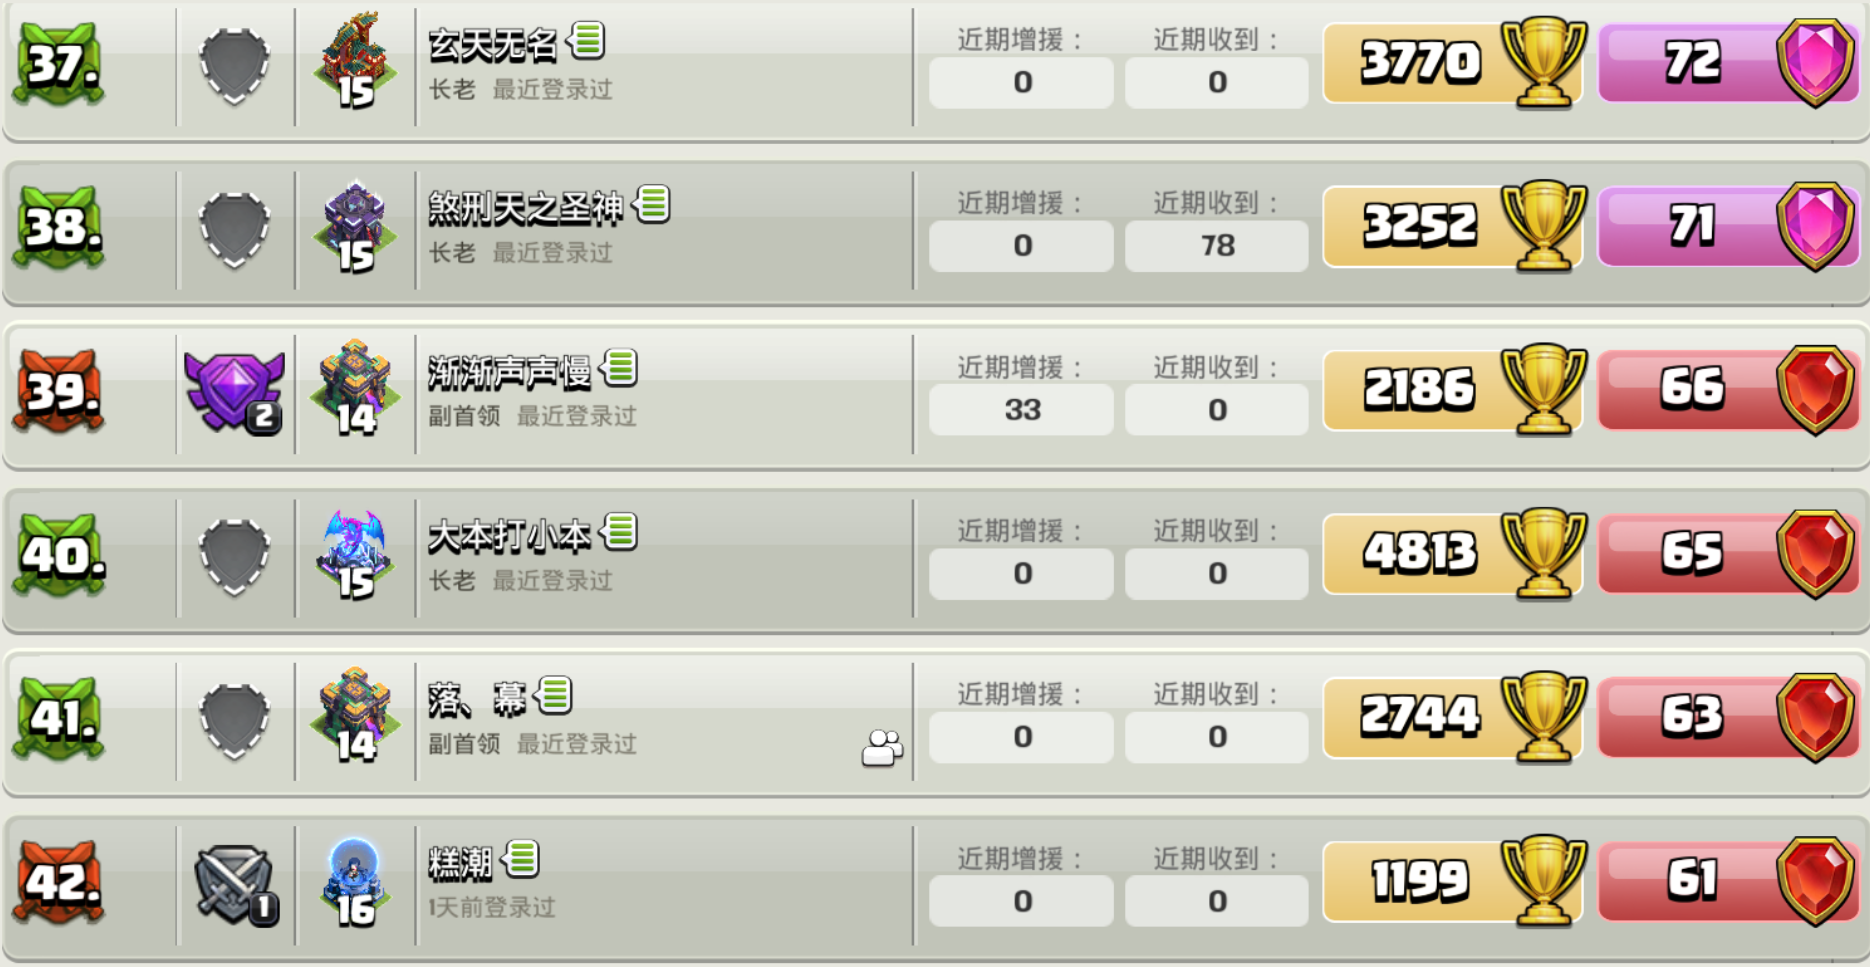 37. 15 玄天无名 近期增援： 近期收到： 3770 72
长老 最近登录过 0 0
38. 15 煞刑天之圣神 近期增援： 近期收到： 3252 71
长老 最近登录过 0 78
39. 2 14 渐渐声声慢 近期增援： 近期收到： 2186 66
副首领 最近登录过 33 0
40. 15 大本打小本 近期增援： 近期收到： 4813 65
长老 最近登录过 0 0
41. 14 落、幕 近期增援： 近期收到： 2744 63
副首领 最近登录过 0 0
42. 1 16 糕潮 近期增援： 近期收到： 1199 61
1天前登录过 0 0